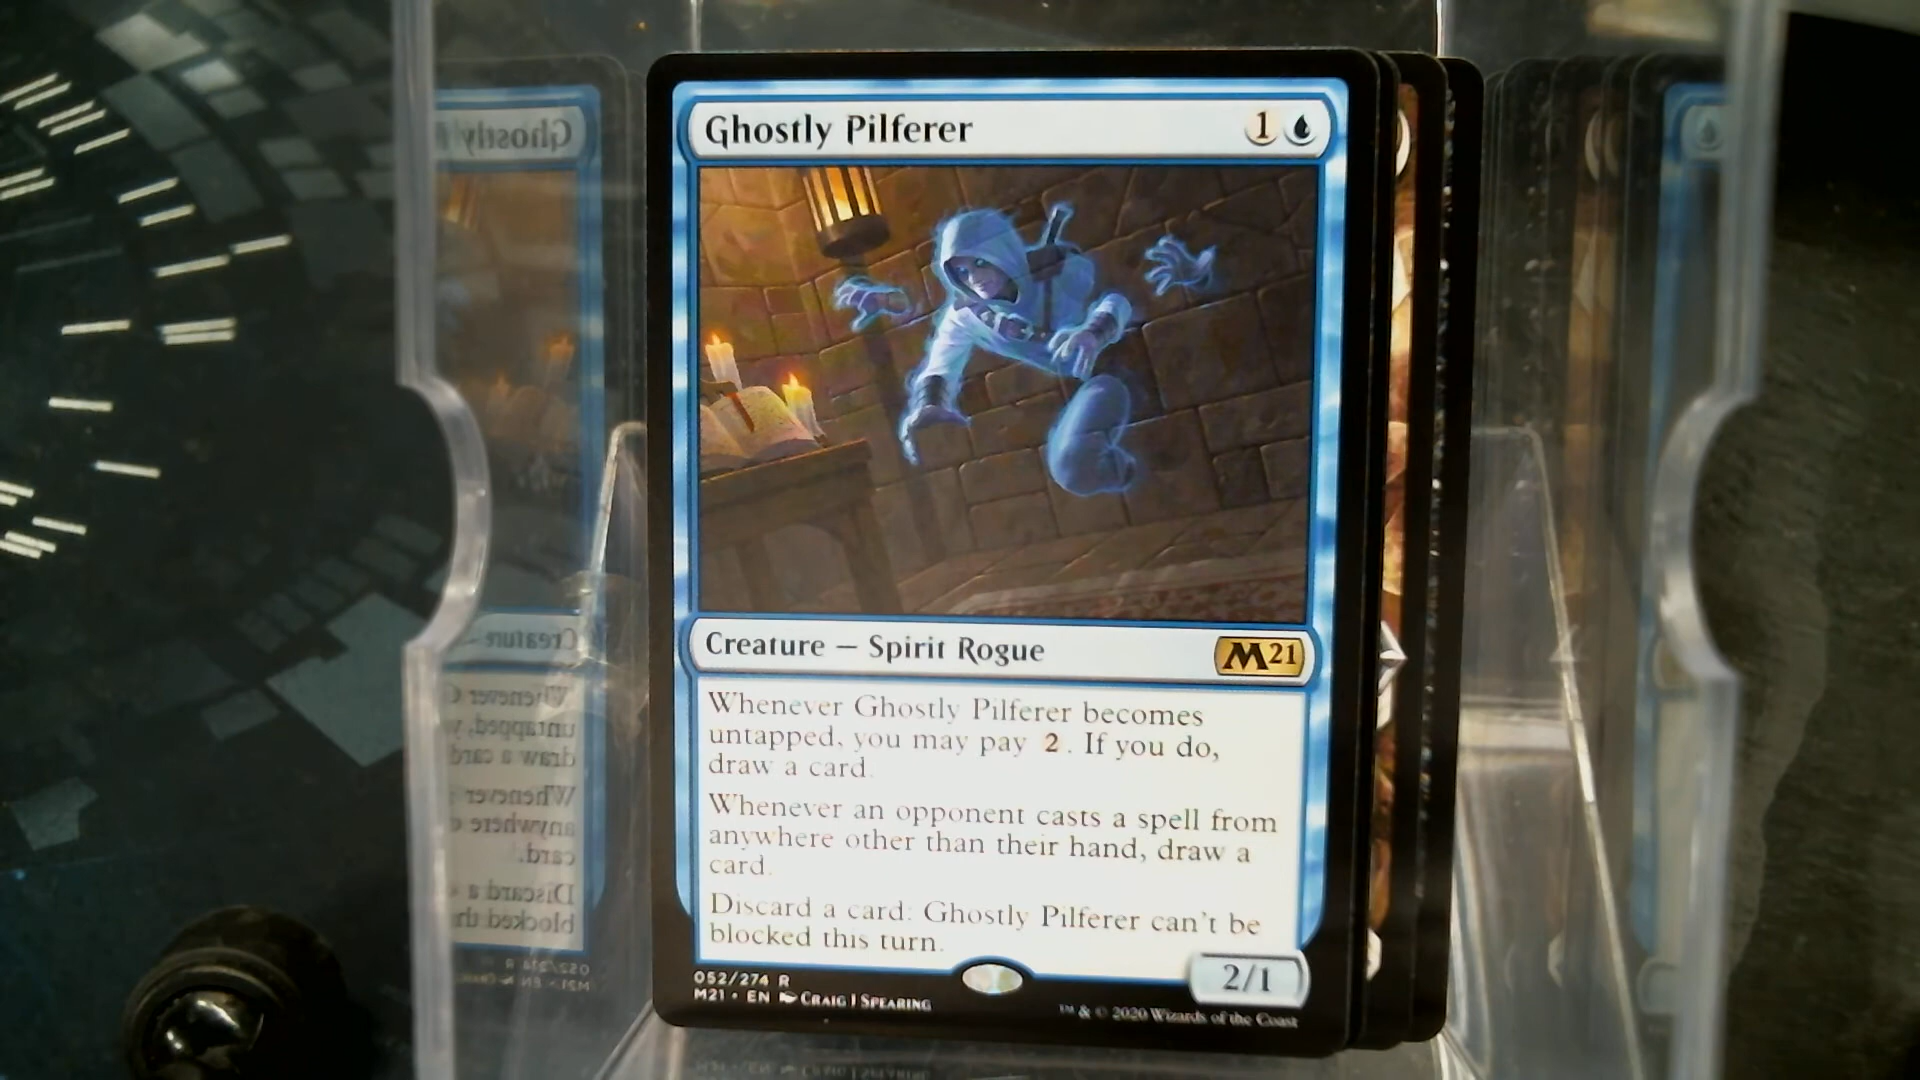 Ghostly Pilferer 1
Creature — Spirit Rogue M21
Whenever Ghostly Pilferer becomes
untapped, you may pay 2. If you do,
draw a card.
Whenever an opponent casts a spell from
anywhere other than their hand, draw a
card.
Discard a card: Ghostly Pilferer can't be
blocked this turn.
2/1
052/274 R
M21 • EN Craig J Spearing
™ & © 2020 Wizards of the Coast